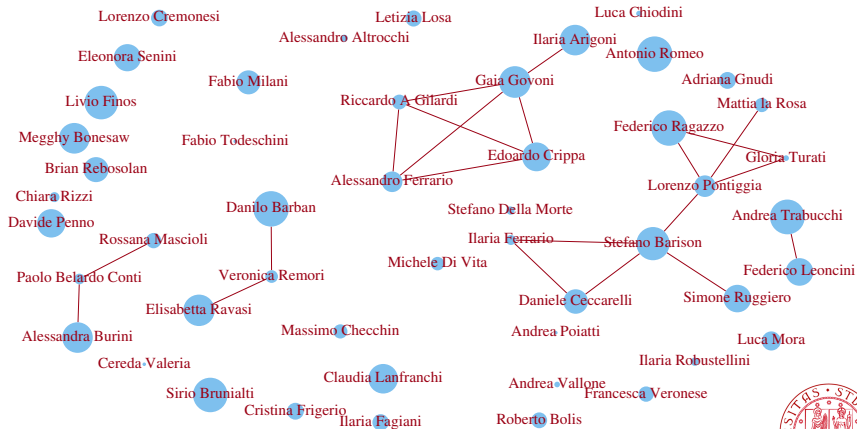 Lorenzo Cremonesi
Letizia Losa
Luca Chiodini
Alessandro Altrocchi
Ilaria Arigoni
Eleonora Senini
Antonio Romeo
Fabio Milani
Gaia Govoni
Adriana Gnudi
Livio Finos
Riccardo A Gilardi
Mattia la Rosa
Megghy Bonesaw
Fabio Todeschini
Federico Ragazzo
Edoardo Crippa
Gloria Turati
Brian Rebosolan
Alessandro Ferrario
Lorenzo Pontiggia
Chiara Rizzi
Danilo Barban
Stefano Della Morte
Andrea Trabucchi
Davide Penno
Rossana Mascioli
Ilaria Ferrario
Stefano Barison
Michele Di Vita
Federico Leoncini
Paolo Belardo Conti
Veronica Remori
Daniele Ceccarelli
Simone Ruggiero
Elisabetta Ravasi
Alessandra Burini
Massimo Checchin
Andrea Poiatti
Luca Mora
Cereda Valeria
Ilaria Robustellini
Claudia Lanfranchi
Andrea Vallone
Sirio Brunialti
Francesca Veronese
Cristina Frigerio
Ilaria Fagiani
Roberto Bolis
SITAS · STU